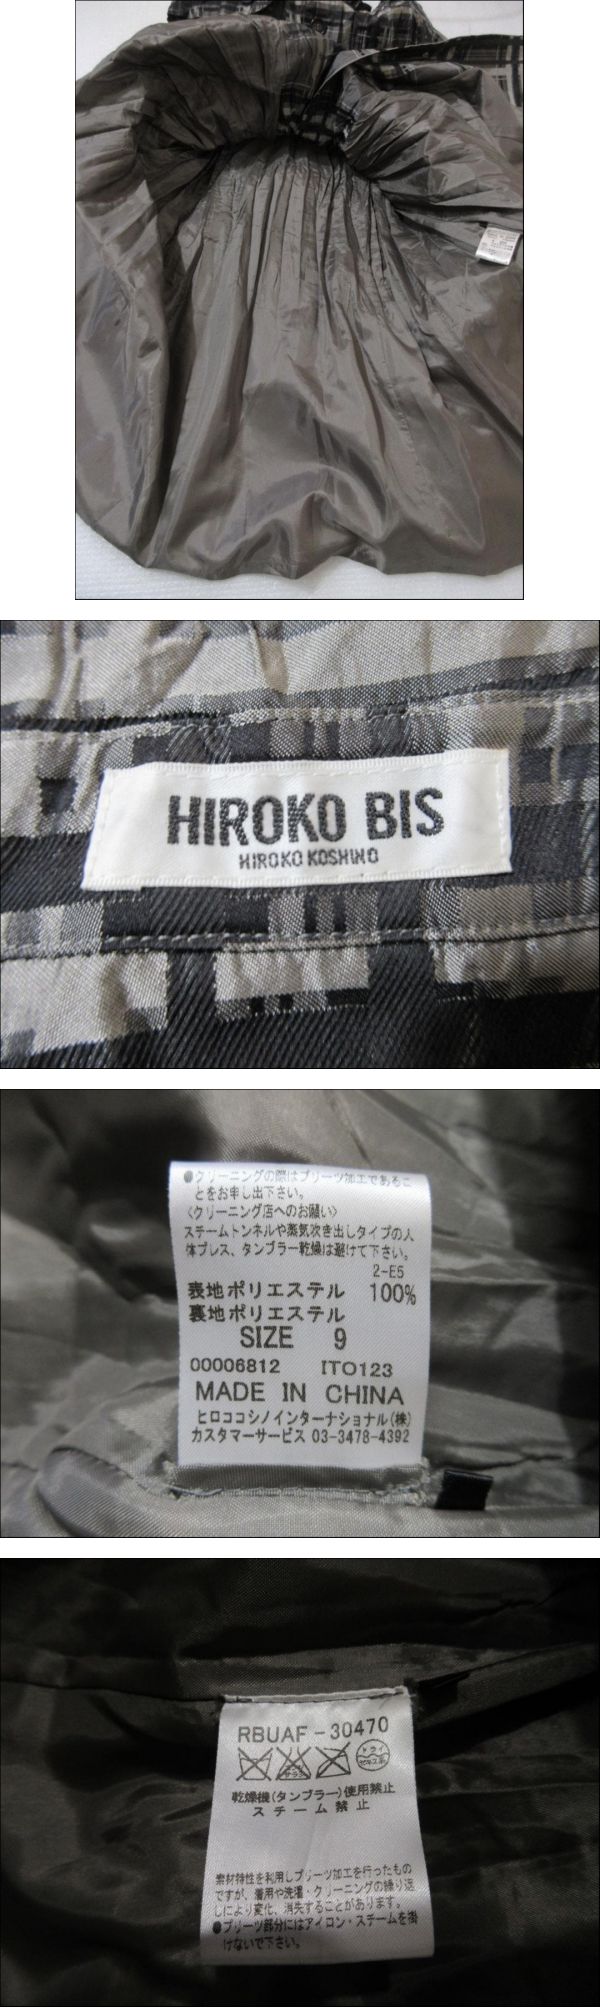 HIROKO BIS
HIROKO KOSHINO
●クリーニングの際はプリーツ加工であるこ
とをお申し出下さい。
〈クリーニング店へのお願い〉
スチームトンネルや蒸気吹き出しタイプの人
体プレス、タンブラー乾燥は避けて下さい。
2-E5
表地ポリエステル 100%
裏地ポリエステル
SIZE 9
00006812 ITO123
MADE IN CHINA
ヒロココシノインターナショナル(株)
カスタマーサービス 03-3478-4392
RBUAF-30470
ドライ
乾燥機(タンブラー)使用禁止
スチーム禁止
素材特性を利用しプリーツ加工を行ったもの
ですが、着用や洗濯・クリーニングの繰り返
しにより変化、消失することがあります。
●プリーツ部分にはアイロン・スチームを掛
けないで下さい。